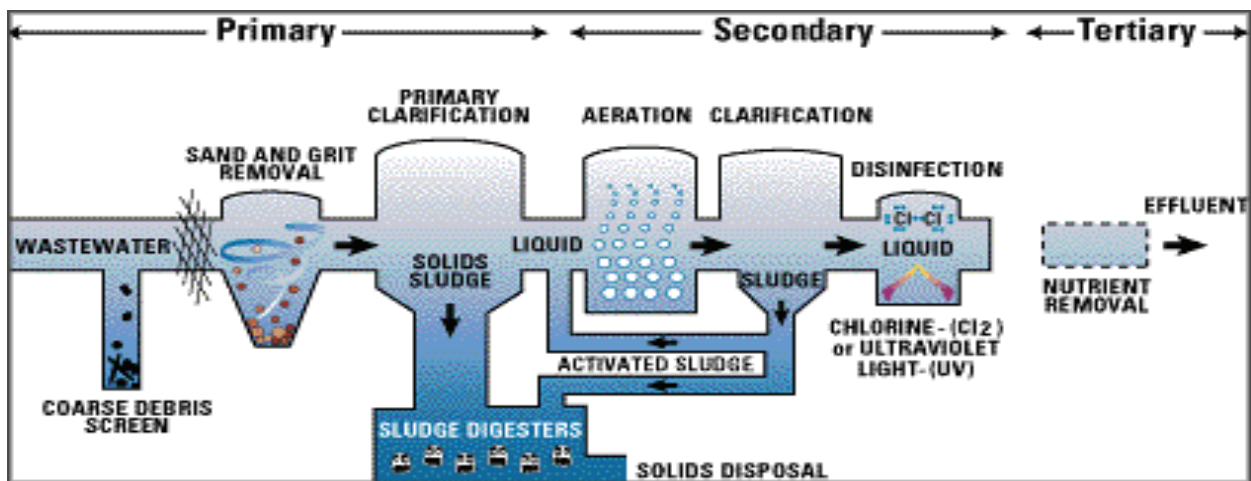 Primary
Secondary
Tertiary
PRIMARY
CLARIFICATION
AERATION
CLARIFICATION
SAND AND GRIT
REMOVAL
DISINFECTION
Cl
Cl
EFFLUENT
WASTEWATER
LIQUID
LIQUID
SOLIDS
SLUDGE
SLUDGE
NUTRIENT
REMOVAL
CHLORINE-(Cl2)
or ULTRAVIOLET
LIGHT-(UV)
ACTIVATED SLUDGE
COARSE DEBRIS
SCREEN
SLUDGE DIGESTERS
SOLIDS DISPOSAL